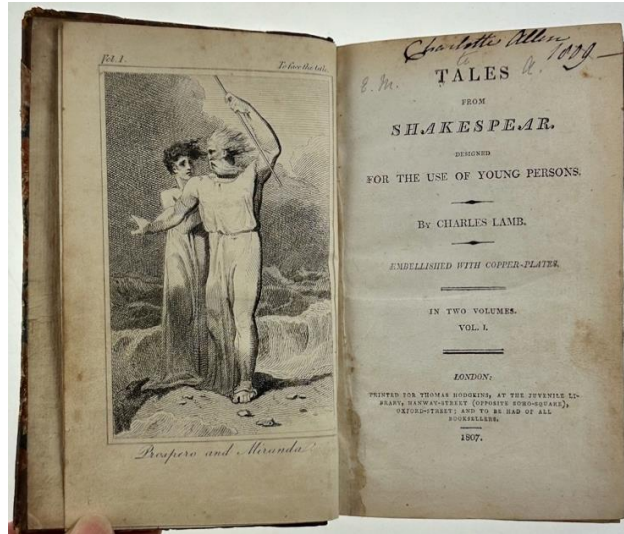 Vol. I.
To face the title.
Prospero and Miranda
Charlotte Allen
1809
E. M.
A.
TALES
FROM
SHAKESPEAR.
DESIGNED
FOR THE USE OF YOUNG PERSONS.
BY CHARLES LAMB.
EMBELLISHED WITH COPPER-PLATES.
IN TWO VOLUMES.
VOL. I.
LONDON:
PRINTED FOR THOMAS HODGKINS, AT THE JUVENILE LI-
BRARY, HANWAY-STREET (OPPOSITE SOHO-SQUARE),
OXFORD-STREET; AND TO BE HAD OF ALL
BOOKSELLERS.
1807.